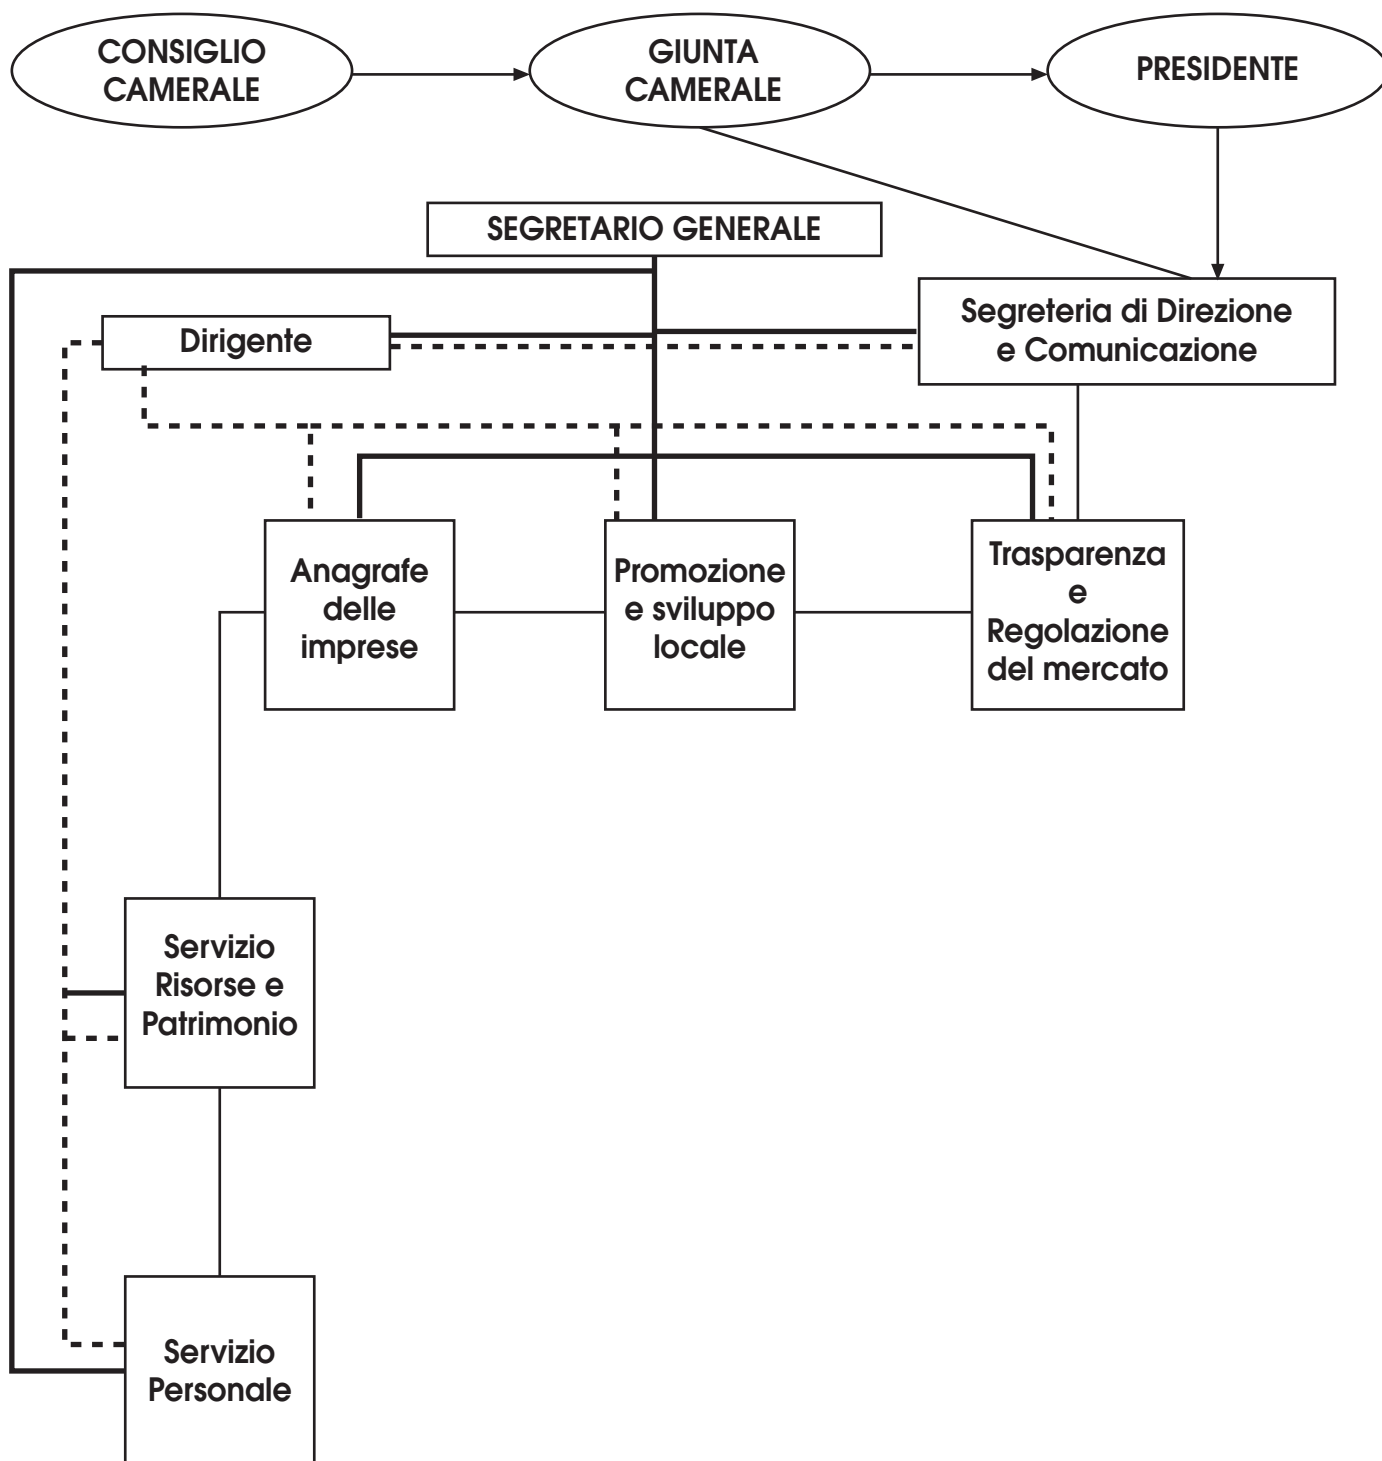 CONSIGLIO
CAMERALE
GIUNTA
CAMERALE
PRESIDENTE
SEGRETARIO GENERALE
Segreteria di Direzione
e Comunicazione
Dirigente
Anagrafe
delle
imprese
Promozione
e sviluppo
locale
Trasparenza
e
Regolazione
del mercato
Servizio
Risorse e
Patrimonio
Servizio
Personale